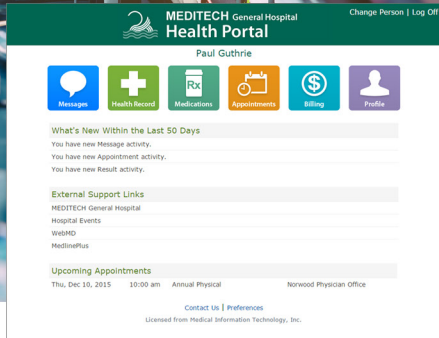 MEDITECH General Hospital
Health Portal
Change Person | Log Off
Paul Guthrie
Messages
Health Record
Rx
Medications
Appointments
$
Billing
Profile
What's New Within the Last 50 Days
You have new Message activity.
You have new Appointment activity.
You have new Result activity.
External Support Links
MEDITECH General Hospital
Hospital Events
WebMD
MedlinePlus
Upcoming Appointments
Thu, Dec 10, 2015 10:00 am Annual Physical Norwood Physician Office
Contact Us | Preferences
Licensed from Medical Information Technology, Inc.